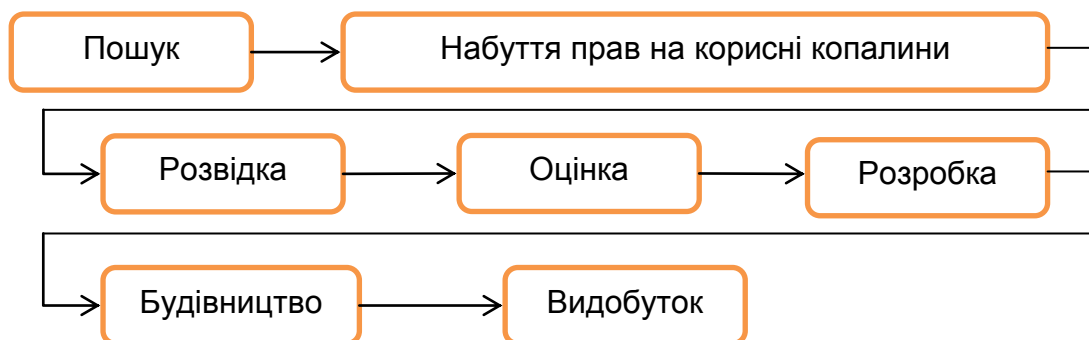 Пошук
Набуття прав на корисні копалини
Розвідка
Оцінка
Розробка
Будівництво
Видобуток